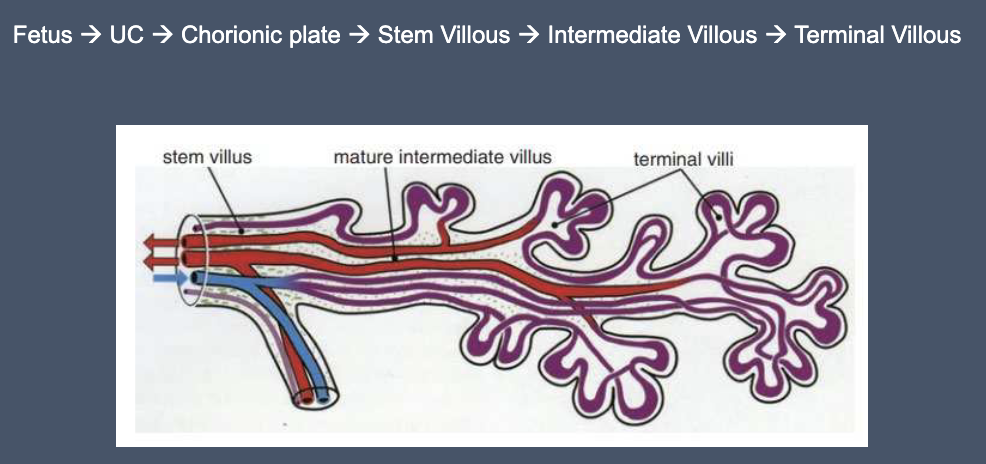 Fetus → UC → Chorionic plate → Stem Villous → Intermediate Villous → Terminal Villous
stem villus
mature intermediate villus
terminal villi